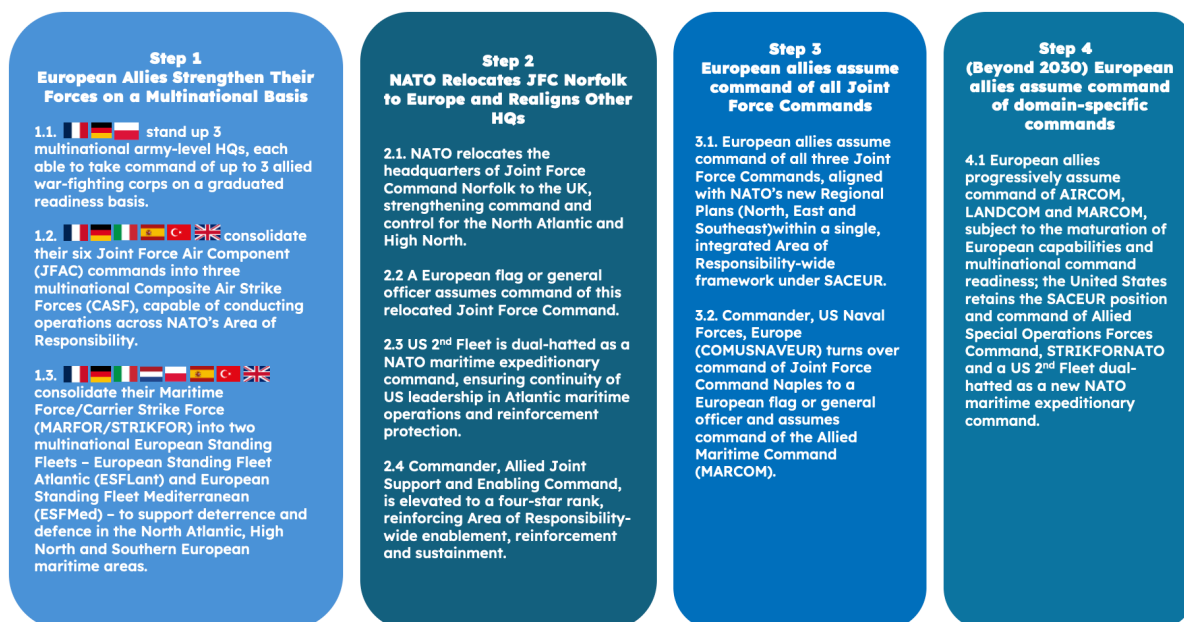 Step 1
European Allies Strengthen Their
Forces on a Multinational Basis
1.1. stand up 3
multinational army-level HQs, each
able to take command of up to 3 allied
war-fighting corps on a graduated
readiness basis.
1.2. consolidate
their six Joint Force Air Component
(JFAC) commands into three
multinational Composite Air Strike
Forces (CASF), capable of conducting
operations across NATO's Area of
Responsibility.
1.3.
consolidate their Maritime
Force/Carrier Strike Force
(MARFOR/STRIKFOR) into two
multinational European Standing
Fleets – European Standing Fleet
Atlantic (ESFLant) and European
Standing Fleet Mediterranean
(ESFMed) – to support deterrence and
defence in the North Atlantic, High
North and Southern European
maritime areas.
Step 2
NATO Relocates JFC Norfolk
to Europe and Realigns Other
HQs
2.1. NATO relocates the
headquarters of Joint Force
Command Norfolk to the UK,
strengthening command and
control for the North Atlantic and
High North.
2.2 A European flag or general
officer assumes command of this
relocated Joint Force Command.
2.3 US 2nd Fleet is dual-hatted as a
NATO maritime expeditionary
command, ensuring continuity of
US leadership in Atlantic maritime
operations and reinforcement
protection.
2.4 Commander, Allied Joint
Support and Enabling Command,
is elevated to a four-star rank,
reinforcing Area of Responsibility-
wide enablement, reinforcement
and sustainment.
Step 3
European allies assume
command of all Joint
Force Commands
3.1. European allies assume
command of all three Joint
Force Commands, aligned
with NATO's new Regional
Plans (North, East and
Southeast)within a single,
integrated Area of
Responsibility-wide
framework under SACEUR.
3.2. Commander, US Naval
Forces, Europe
(COMUSNAVEUR) turns over
command of Joint Force
Command Naples to a
European flag or general
officer and assumes
command of the Allied
Maritime Command
(MARCOM).
Step 4
(Beyond 2030) European
allies assume command
of domain-specific
commands
4.1 European allies
progressively assume
command of AIRCOM,
LANDCOM and MARCOM,
subject to the maturation of
European capabilities and
multinational command
readiness; the United States
retains the SACEUR position
and command of Allied
Special Operations Forces
Command, STRIKFORNATO
and a US 2nd Fleet dual-
hatted as a new NATO
maritime expeditionary
command.